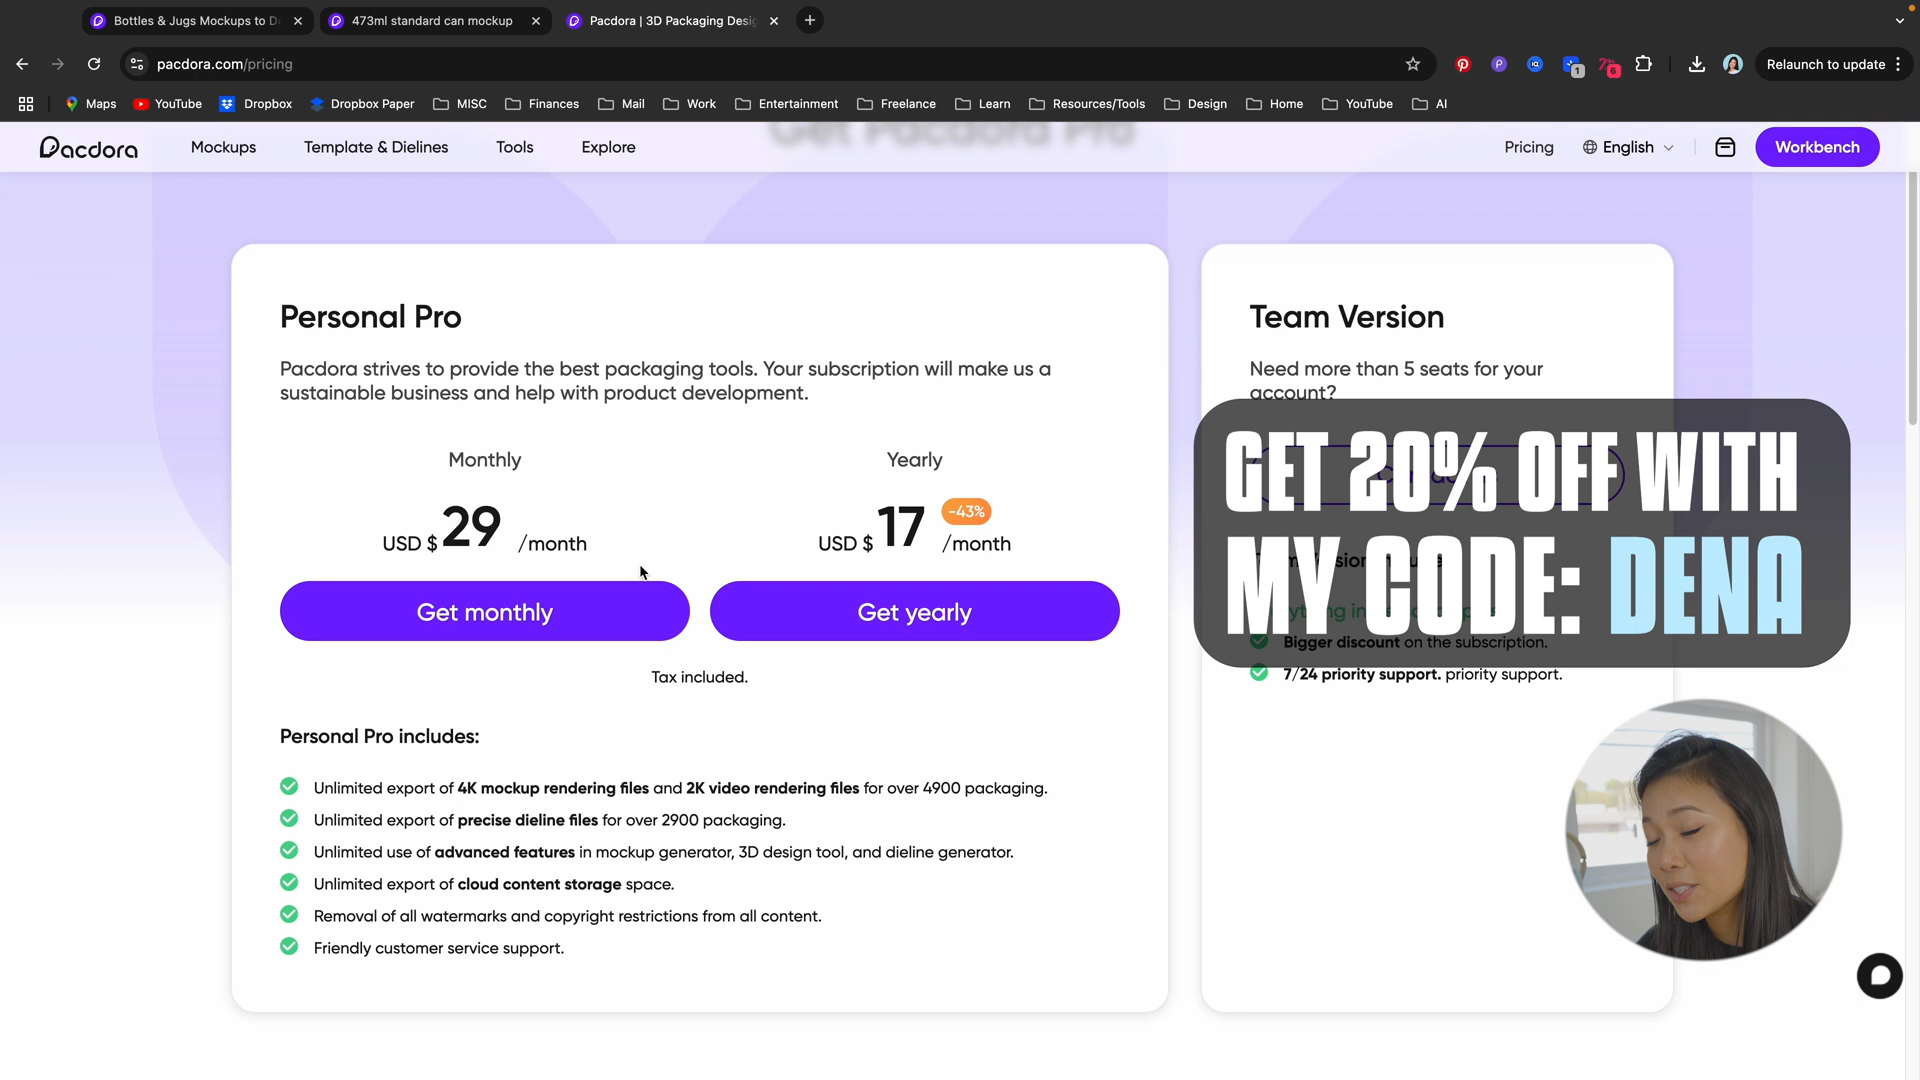 Bottles & Jugs Mockups to D
473ml standard can mockup
Pacdora | 3D Packaging Desi
pacdora.com/pricing
1
6
Relaunch to update
Maps
YouTube
Dropbox
Dropbox Paper
MISC
Finances
Mail
Work
Entertainment
Freelance
Learn
Resources/Tools
Design
Home
YouTube
AI
Get Pacdora Pro
Pacdora
Mockups
Template & Dielines
Tools
Explore
Pricing
English
Workbench
Personal Pro
Pacdora strives to provide the best packaging tools. Your subscription will make us a
sustainable business and help with product development.
Monthly
USD $29 /month
Get monthly
Yearly
USD $17 /month
-43%
Get yearly
Tax included.
Personal Pro includes:
Unlimited export of 4K mockup rendering files and 2K video rendering files for over 4900 packaging.
Unlimited export of precise dieline files for over 2900 packaging.
Unlimited use of advanced features in mockup generator, 3D design tool, and dieline generator.
Unlimited export of cloud content storage space.
Removal of all watermarks and copyright restrictions from all content.
Friendly customer service support.
Team Version
Need more than 5 seats for your
account?
GET 20% OFF WITH
MY CODE: DENA
Bigger discount on the subscription.
7/24 priority support. priority support.